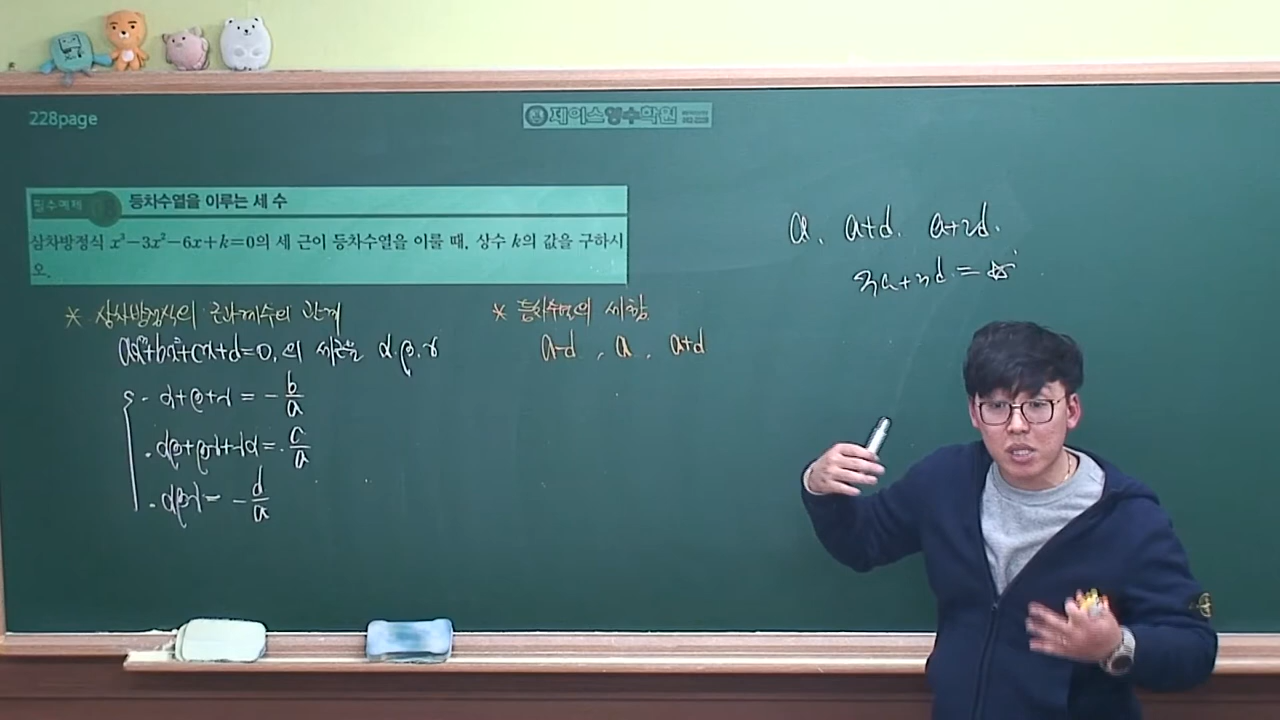 228page
제이스영수학원
필수예제 등차수열을 이루는 세 수
삼차방정식 x³−3x²−6x+k=0의 세 근이 등차수열을 이룰 때, 상수 k의 값을 구하시
오.
* 삼차방정식의 근과계수의 관계
ax³+bx²+cx+d=0, 의 세근을 α, β, γ
· α+β+γ = −b/a
· αβ+βγ+γα = c/a
· αβγ = −d/a
* 등차수열의 세항
a-d , a , a+d
a, a+d, a+2d.
3a+3d = ☆